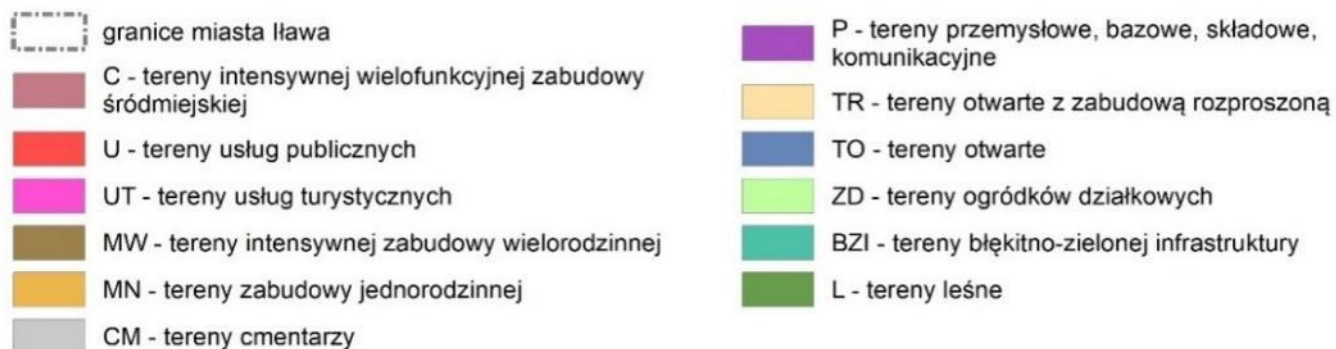 granice miasta Iława
C - tereny intensywnej wielofunkcyjnej zabudowy
śródmiejskiej
U - tereny usług publicznych
UT - tereny usług turystycznych
MW - tereny intensywnej zabudowy wielorodzinnej
MN - tereny zabudowy jednorodzinnej
CM - tereny cmentarzy
P - tereny przemysłowe, bazowe, składowe,
komunikacyjne
TR - tereny otwarte z zabudową rozproszoną
TO - tereny otwarte
ZD - tereny ogródków działkowych
BZI - tereny błękitno-zielonej infrastruktury
L - tereny leśne